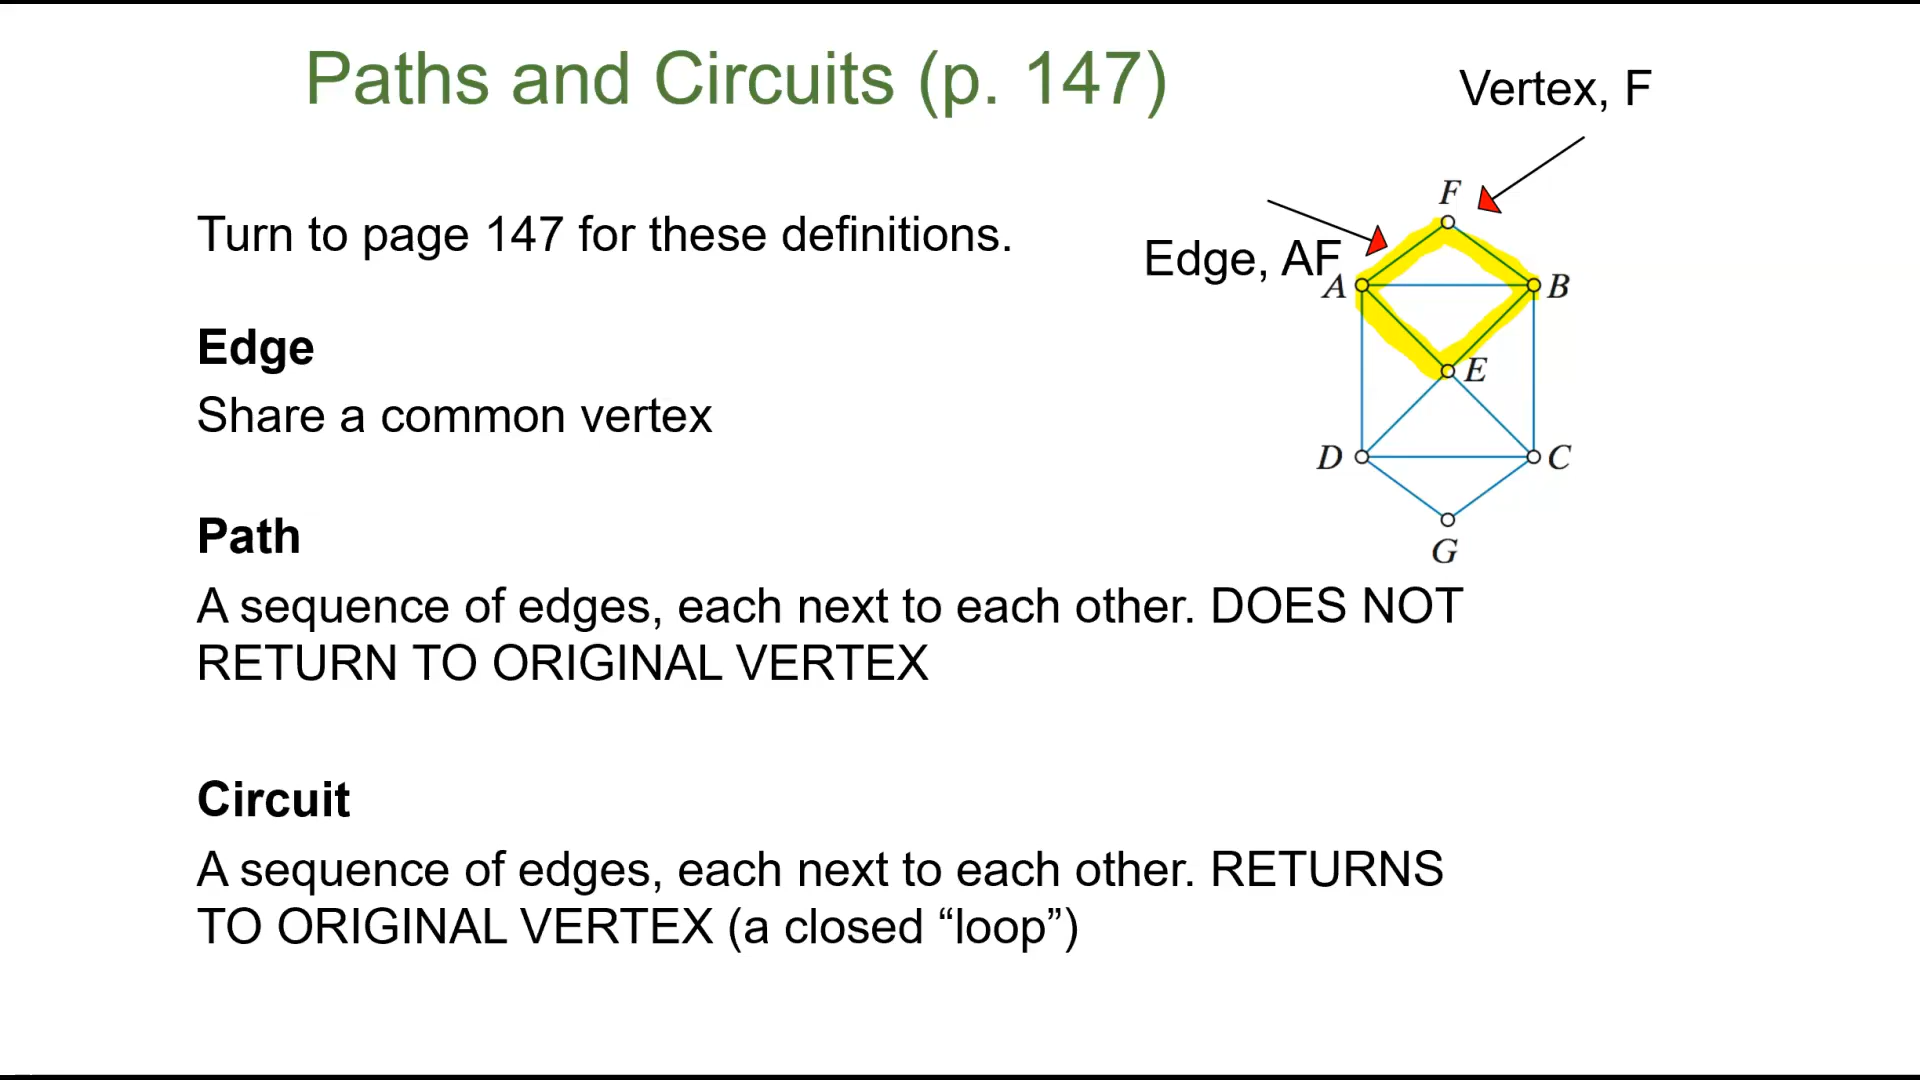 Paths and Circuits (p. 147)
Vertex, F
Turn to page 147 for these definitions.
Edge, AF
F
A
B
E
D
C
G
Edge
Share a common vertex
Path
A sequence of edges, each next to each other. DOES NOT
RETURN TO ORIGINAL VERTEX
Circuit
A sequence of edges, each next to each other. RETURNS
TO ORIGINAL VERTEX (a closed “loop”)